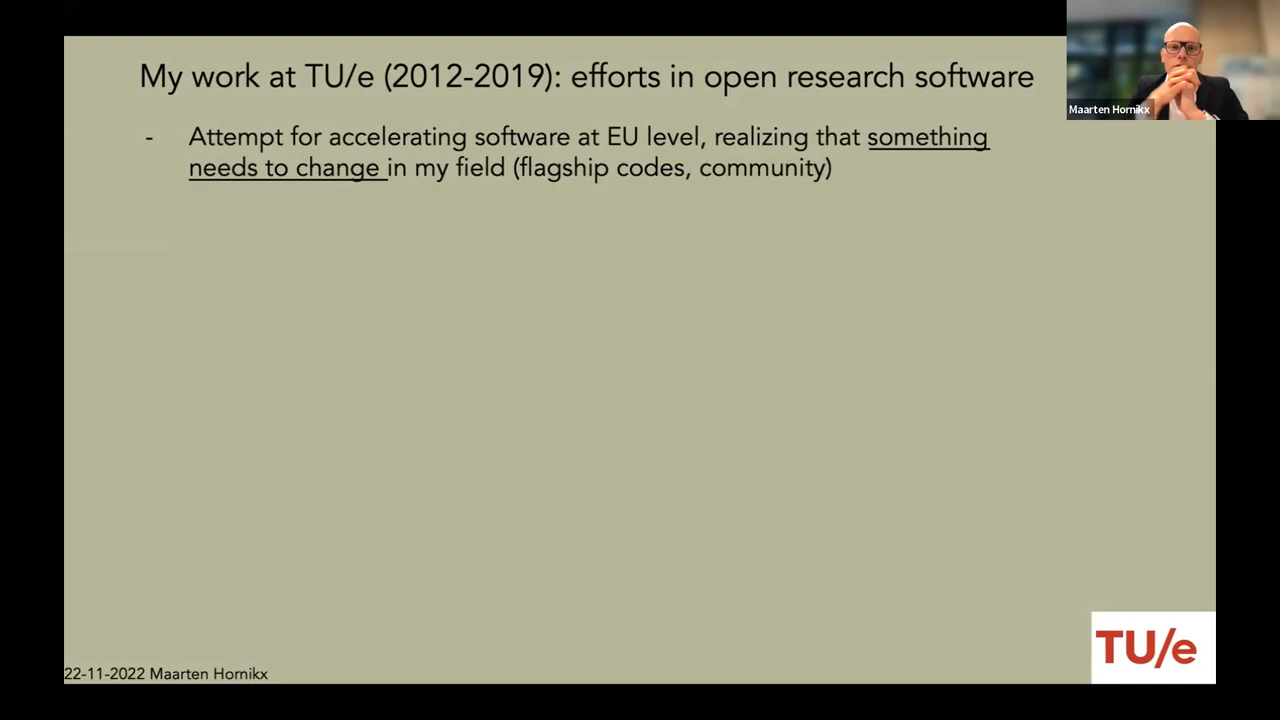 My work at TU/e (2012-2019): efforts in open research software
- Attempt for accelerating software at EU level, realizing that something
needs to change in my field (flagship codes, community)
Maarten Hornikx
22-11-2022 Maarten Hornikx
TU/e